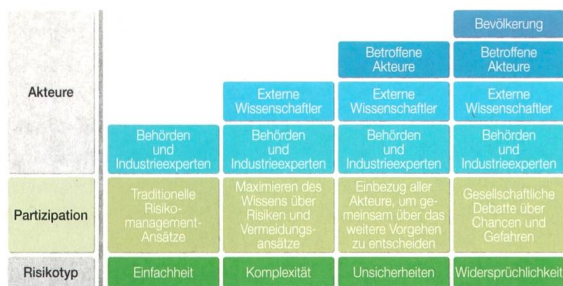 Bevölkerung
Betroffene
Akteure
Betroffene
Akteure
Akteure
Externe
Wissenschaftler
Externe
Wissenschaftler
Externe
Wissenschaftler
Behörden
und
Industrieexperten
Behörden
und
Industrieexperten
Behörden
und
Industrieexperten
Behörden
und
Industrieexperten
Partizipation
Traditionelle
Risiko-
management-
Ansätze
Maximieren des
Wissens über
Risiken und
Vermeidungs-
ansätze
Einbezug aller
Akteure, um ge-
meinsam über das
weitere Vorgehen
zu entscheiden
Gesellschaftliche
Debatte über
Chancen und
Gefahren
Risikotyp
Einfachheit
Komplexität
Unsicherheiten
Widersprüchlichkeit